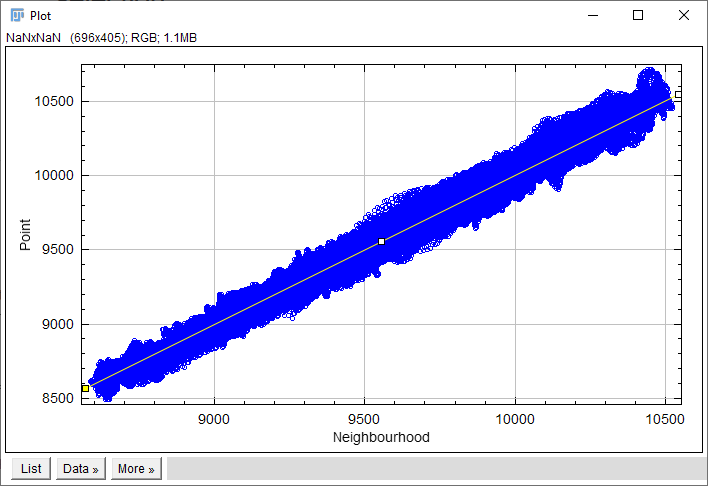 Plot
NaNxNaN (696x405); RGB; 1.1MB
10500
10000
9500
9000
8500
Point
9000 9500 10000 10500
Neighbourhood
List Data » More »